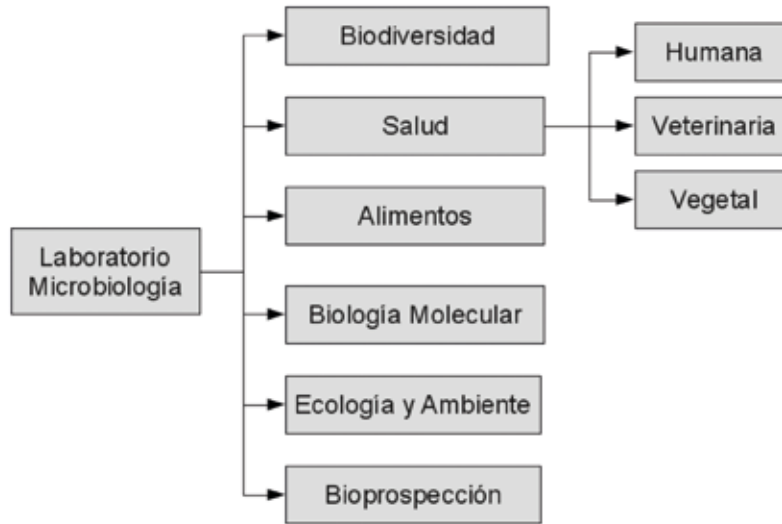 Laboratorio
Microbiología
Biodiversidad
Salud
Alimentos
Biología Molecular
Ecología y Ambiente
Bioprospección
Humana
Veterinaria
Vegetal